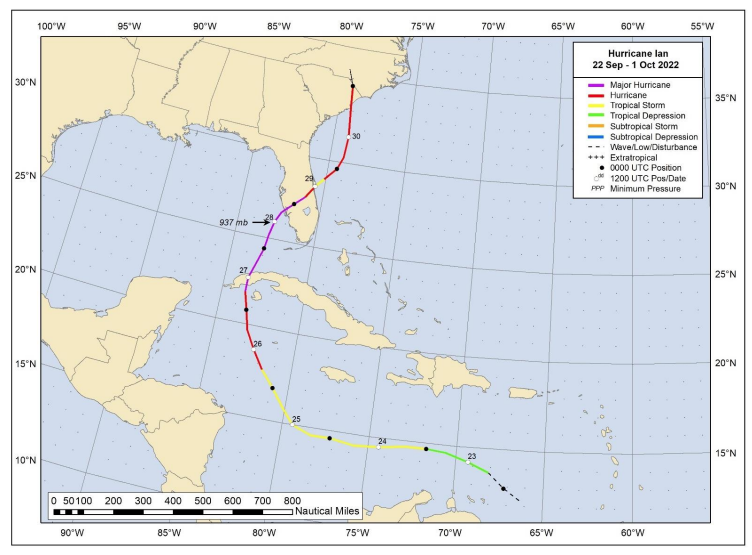 100°W 95°W 90°W 85°W 80°W 75°W 70°W 65°W 60°W 55°W
Hurricane Ian
22 Sep - 1 Oct 2022
Major Hurricane
Hurricane
Tropical Storm
Tropical Depression
Subtropical Storm
Subtropical Depression
Wave/Low/Disturbance
+++ Extratropical
0000 UTC Position
dd 1200 UTC Pos/Date
PPP Minimum Pressure
30°N
35°N
30
25°N
29
30°N
28
937 mb
20°N
27
25°N
26
15°N
20°N
25
24
10°N
23
15°N
0 50 100 200 300 400 500 600 700 800
Nautical Miles
90°W 85°W 80°W 75°W 70°W 65°W 60°W